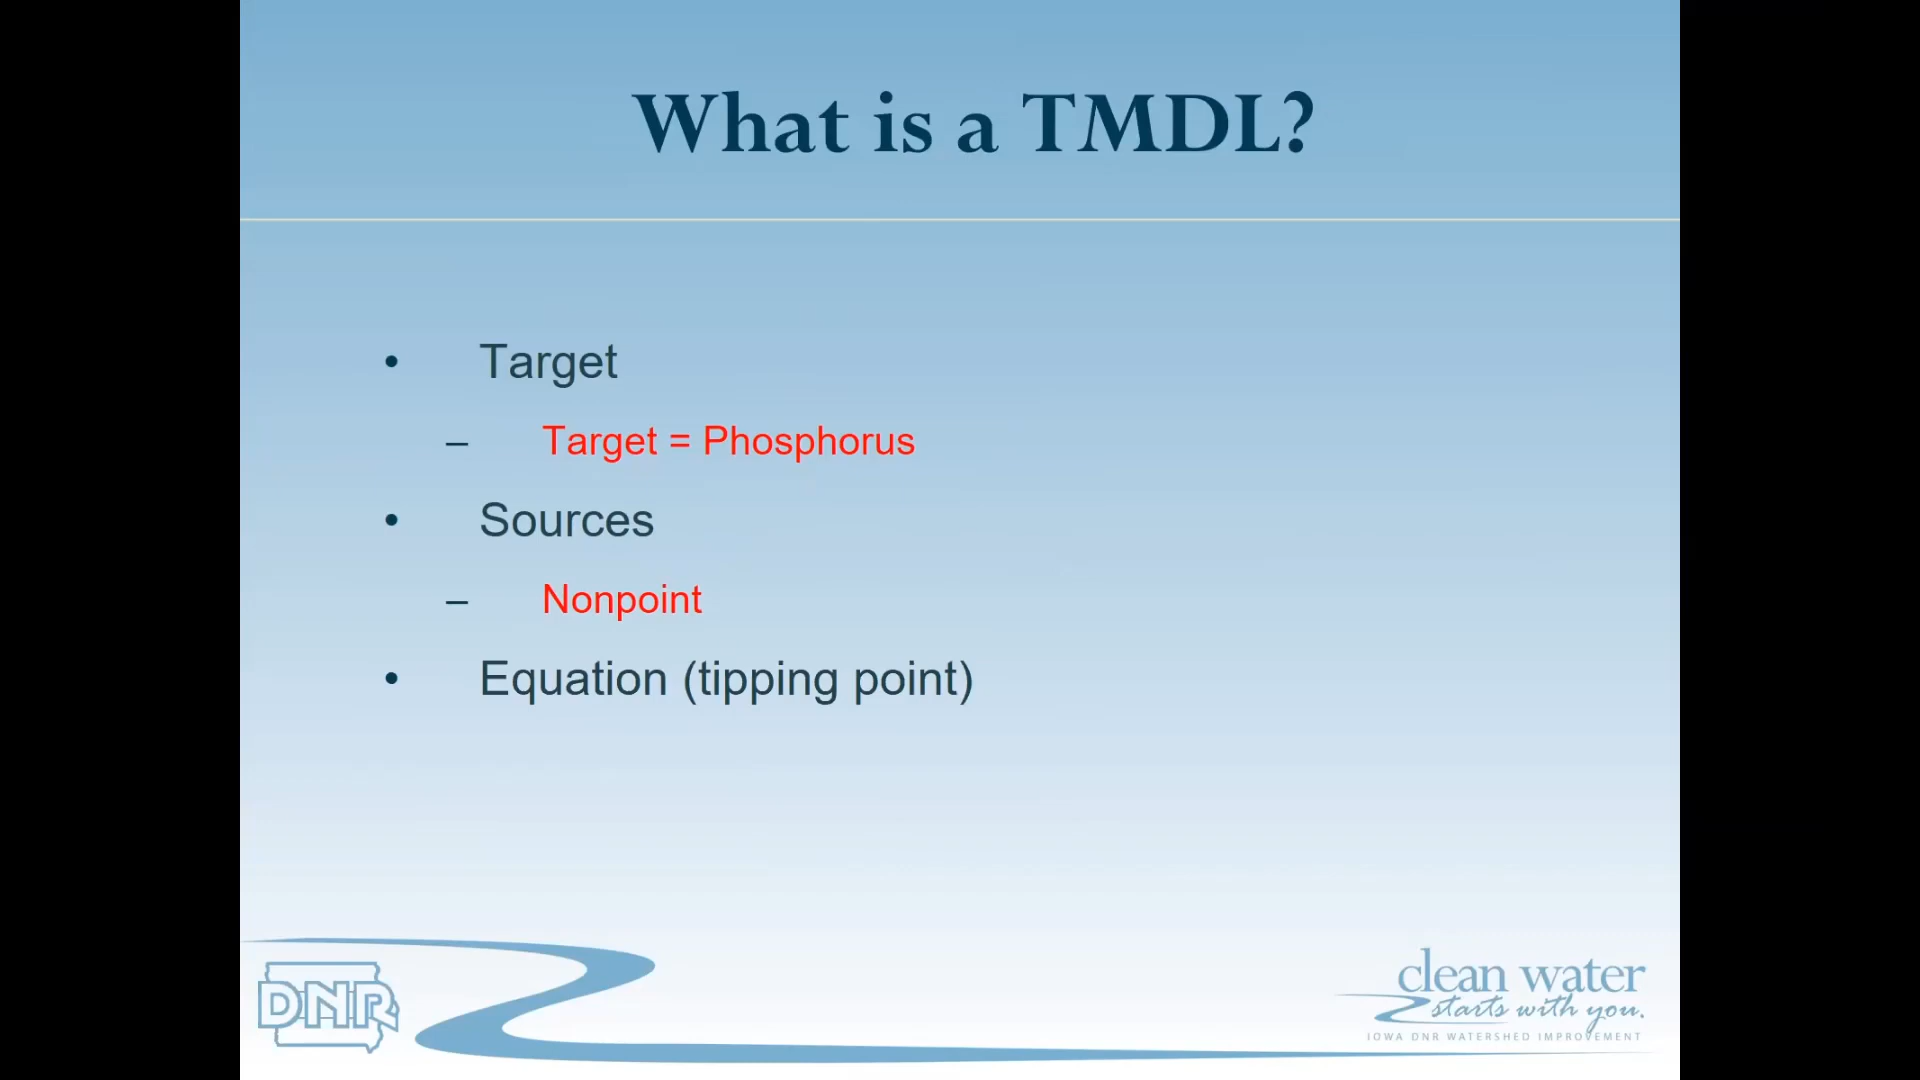 What is a TMDL?
• Target
– Target = Phosphorus
• Sources
– Nonpoint
• Equation (tipping point)
DNR
clean water
starts with you.
IOWA DNR WATERSHED IMPROVEMENT